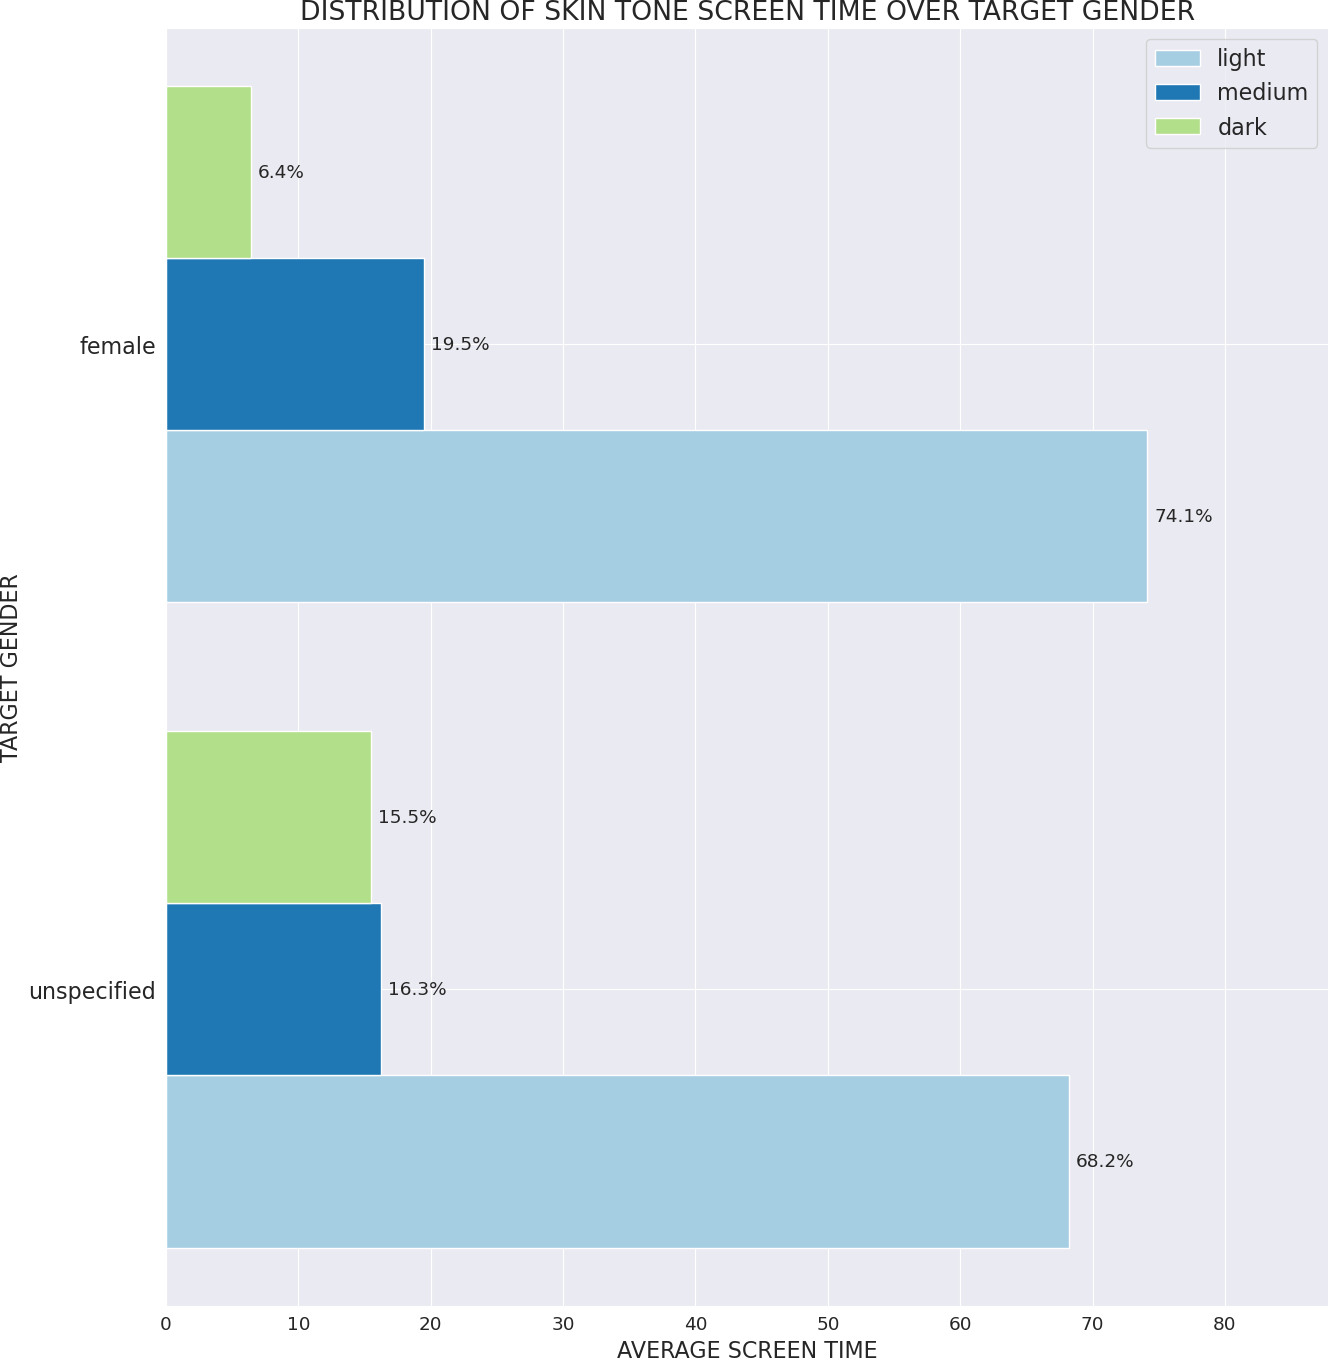 DISTRIBUTION OF SKIN TONE SCREEN TIME OVER TARGET GENDER
light
medium
dark
6.4%
female
19.5%
74.1%
TARGET GENDER
15.5%
unspecified
16.3%
68.2%
0 10 20 30 40 50 60 70 80
AVERAGE SCREEN TIME